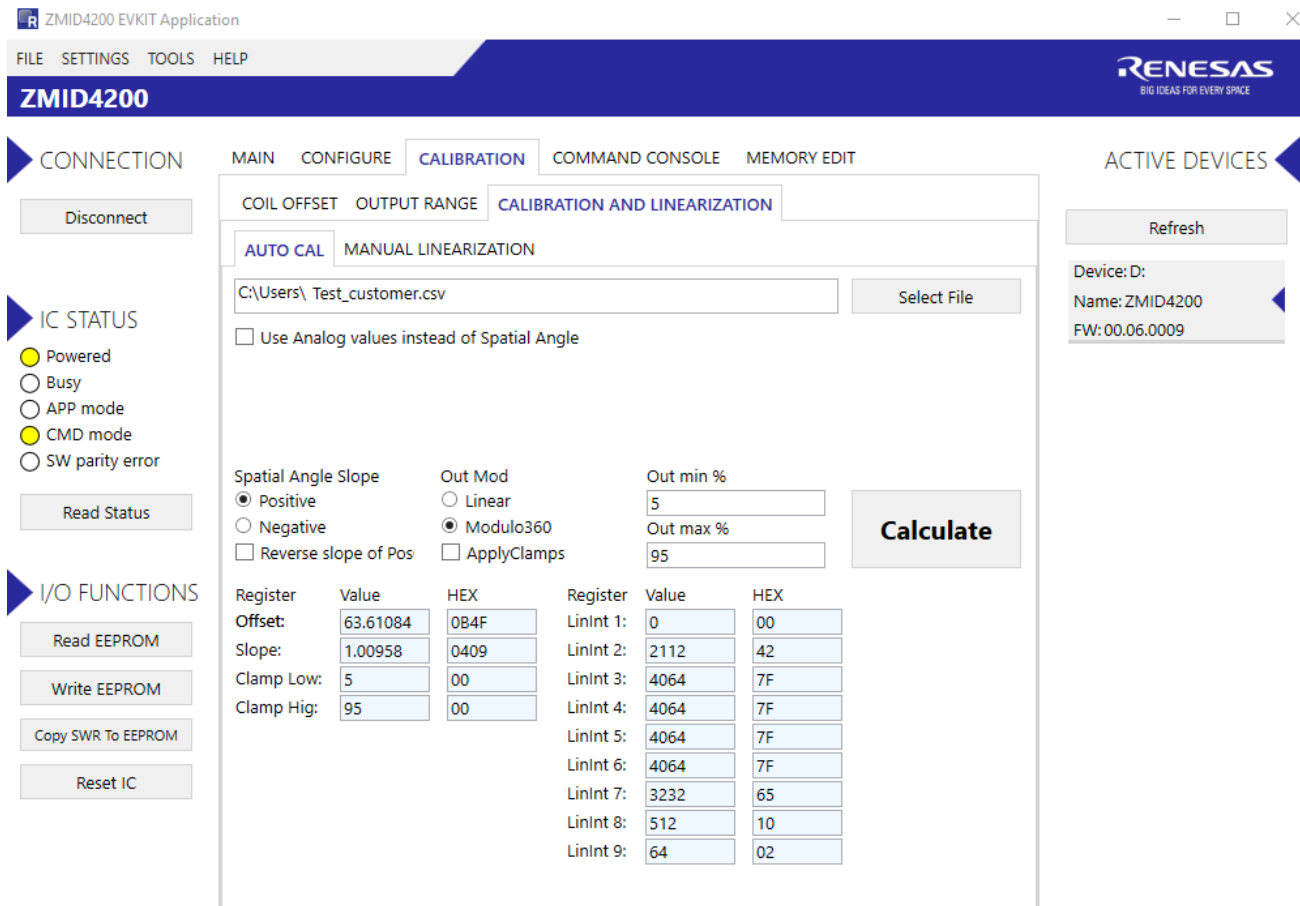 ZMID4200 EVKIT Application
FILE SETTINGS TOOLS HELP
RENESAS
BIG IDEAS FOR EVERY SPACE
ZMID4200
CONNECTION
Disconnect
IC STATUS
Powered
Busy
APP mode
CMD mode
SW parity error
Read Status
I/O FUNCTIONS
Read EEPROM
Write EEPROM
Copy SWR To EEPROM
Reset IC
MAIN CONFIGURE CALIBRATION COMMAND CONSOLE MEMORY EDIT
COIL OFFSET OUTPUT RANGE CALIBRATION AND LINEARIZATION
AUTO CAL MANUAL LINEARIZATION
C:\Users\ Test_customer.csv Select File
Use Analog values instead of Spatial Angle
Spatial Angle Slope Out Mod Out min %
Positive Linear 5
Negative Modulo360 Out max %
Reverse slope of Pos ApplyClamps 95
Calculate
Register Value HEX Register Value HEX
Offset: 63.61084 0B4F LinInt 1: 0 00
Slope: 1.00958 0409 LinInt 2: 2112 42
Clamp Low: 5 00 LinInt 3: 4064 7F
Clamp Hig: 95 00 LinInt 4: 4064 7F
LinInt 5: 4064 7F
LinInt 6: 4064 7F
LinInt 7: 3232 65
LinInt 8: 512 10
LinInt 9: 64 02
ACTIVE DEVICES
Refresh
Device: D:
Name: ZMID4200
FW: 00.06.0009